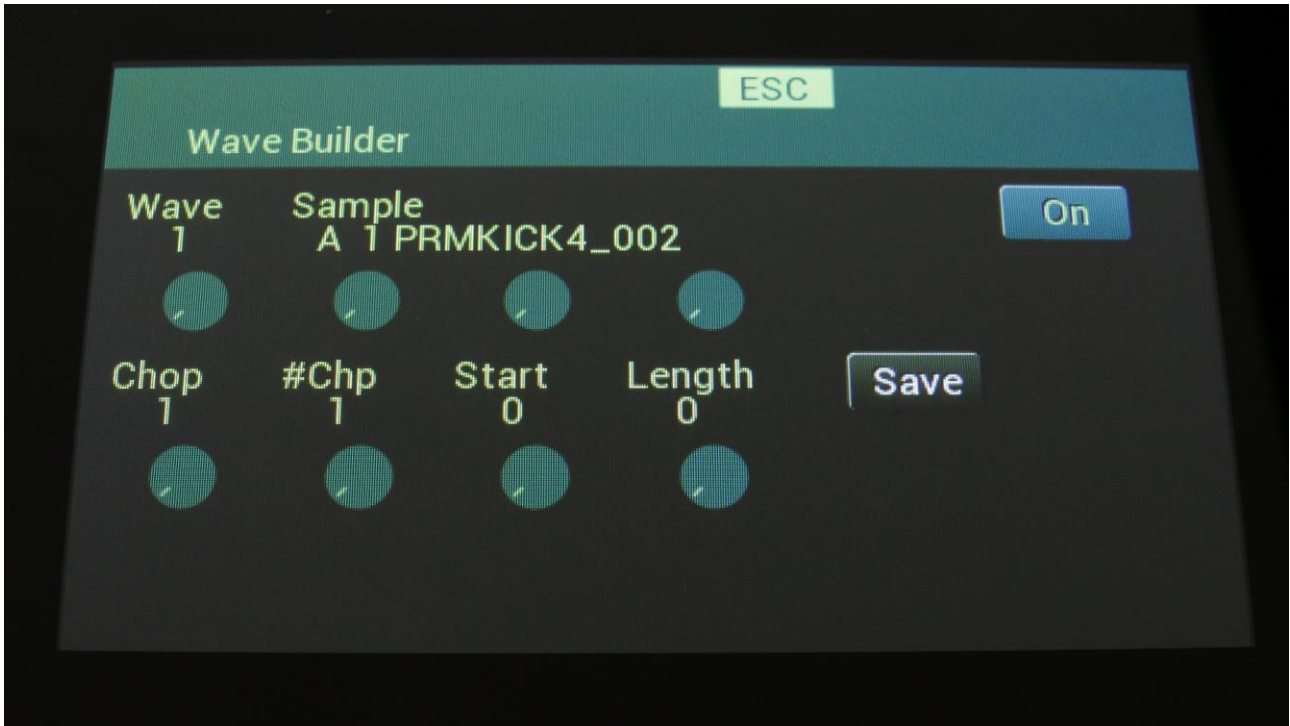 ESC
Wave Builder
Wave Sample On
1 A 1 PRMKICK4_002
Chop #Chp Start Length Save
1 1 0 0